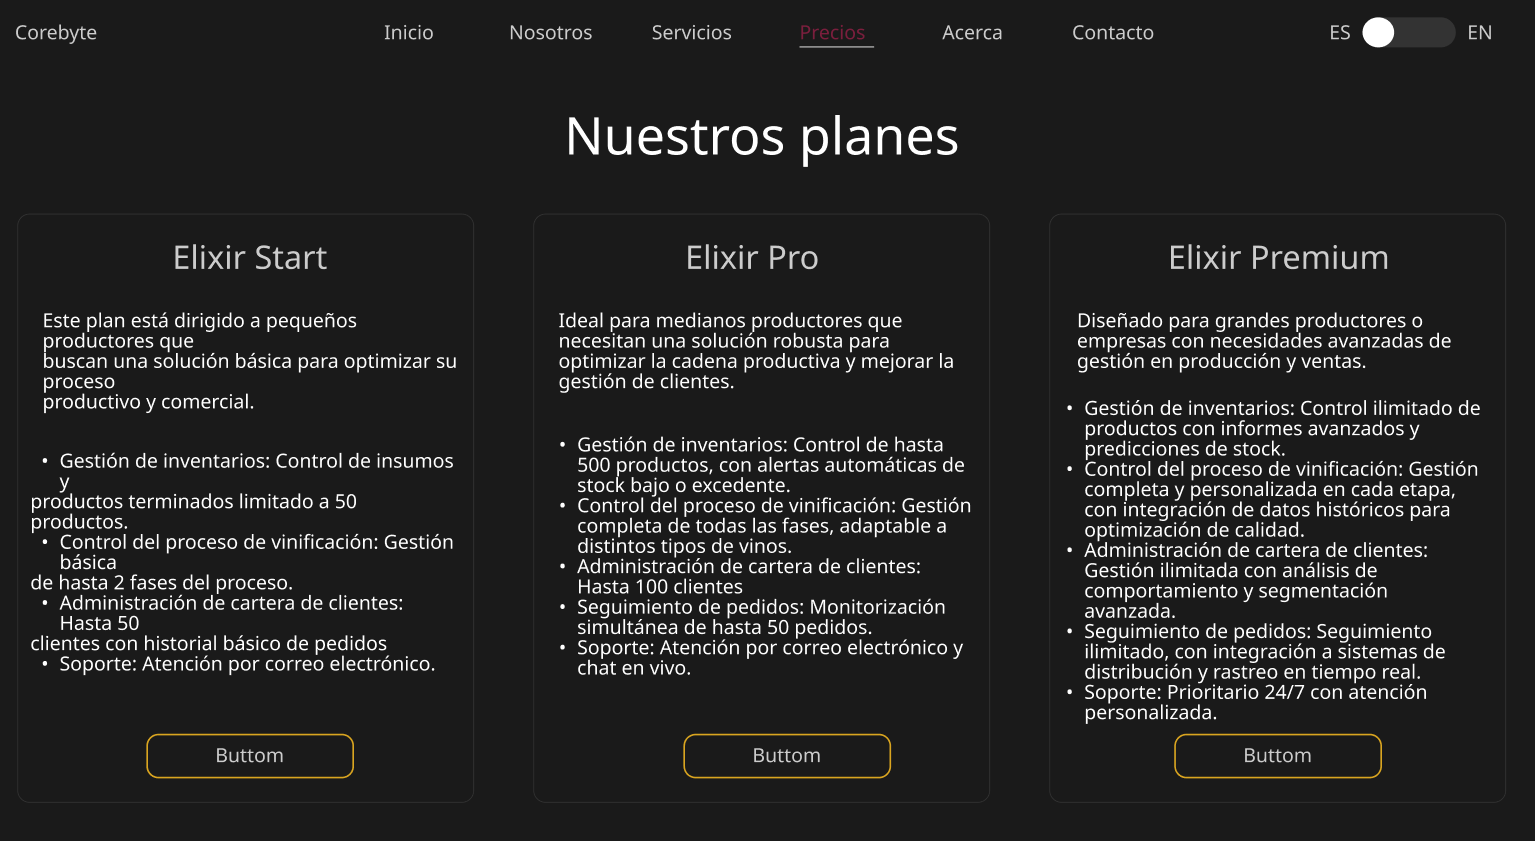 Corebyte
Inicio
Nosotros
Servicios
Precios
Acerca
Contacto
ES
EN
Nuestros planes
Elixir Start
Este plan está dirigido a pequeños
productores que
buscan una solución básica para optimizar su
proceso
productivo y comercial.
• Gestión de inventarios: Control de insumos
y
productos terminados limitado a 50
productos.
• Control del proceso de vinificación: Gestión
básica
de hasta 2 fases del proceso.
• Administración de cartera de clientes:
Hasta 50
clientes con historial básico de pedidos
• Soporte: Atención por correo electrónico.
Buttom
Elixir Pro
Ideal para medianos productores que
necesitan una solución robusta para
optimizar la cadena productiva y mejorar la
gestión de clientes.
• Gestión de inventarios: Control de hasta
500 productos, con alertas automáticas de
stock bajo o excedente.
• Control del proceso de vinificación: Gestión
completa de todas las fases, adaptable a
distintos tipos de vinos.
• Administración de cartera de clientes:
Hasta 100 clientes
• Seguimiento de pedidos: Monitorización
simultánea de hasta 50 pedidos.
• Soporte: Atención por correo electrónico y
chat en vivo.
Buttom
Elixir Premium
Diseñado para grandes productores o
empresas con necesidades avanzadas de
gestión en producción y ventas.
• Gestión de inventarios: Control ilimitado de
productos con informes avanzados y
predicciones de stock.
• Control del proceso de vinificación: Gestión
completa y personalizada en cada etapa,
con integración de datos históricos para
optimización de calidad.
• Administración de cartera de clientes:
Gestión ilimitada con análisis de
comportamiento y segmentación
avanzada.
• Seguimiento de pedidos: Seguimiento
ilimitado, con integración a sistemas de
distribución y rastreo en tiempo real.
• Soporte: Prioritario 24/7 con atención
personalizada.
Buttom